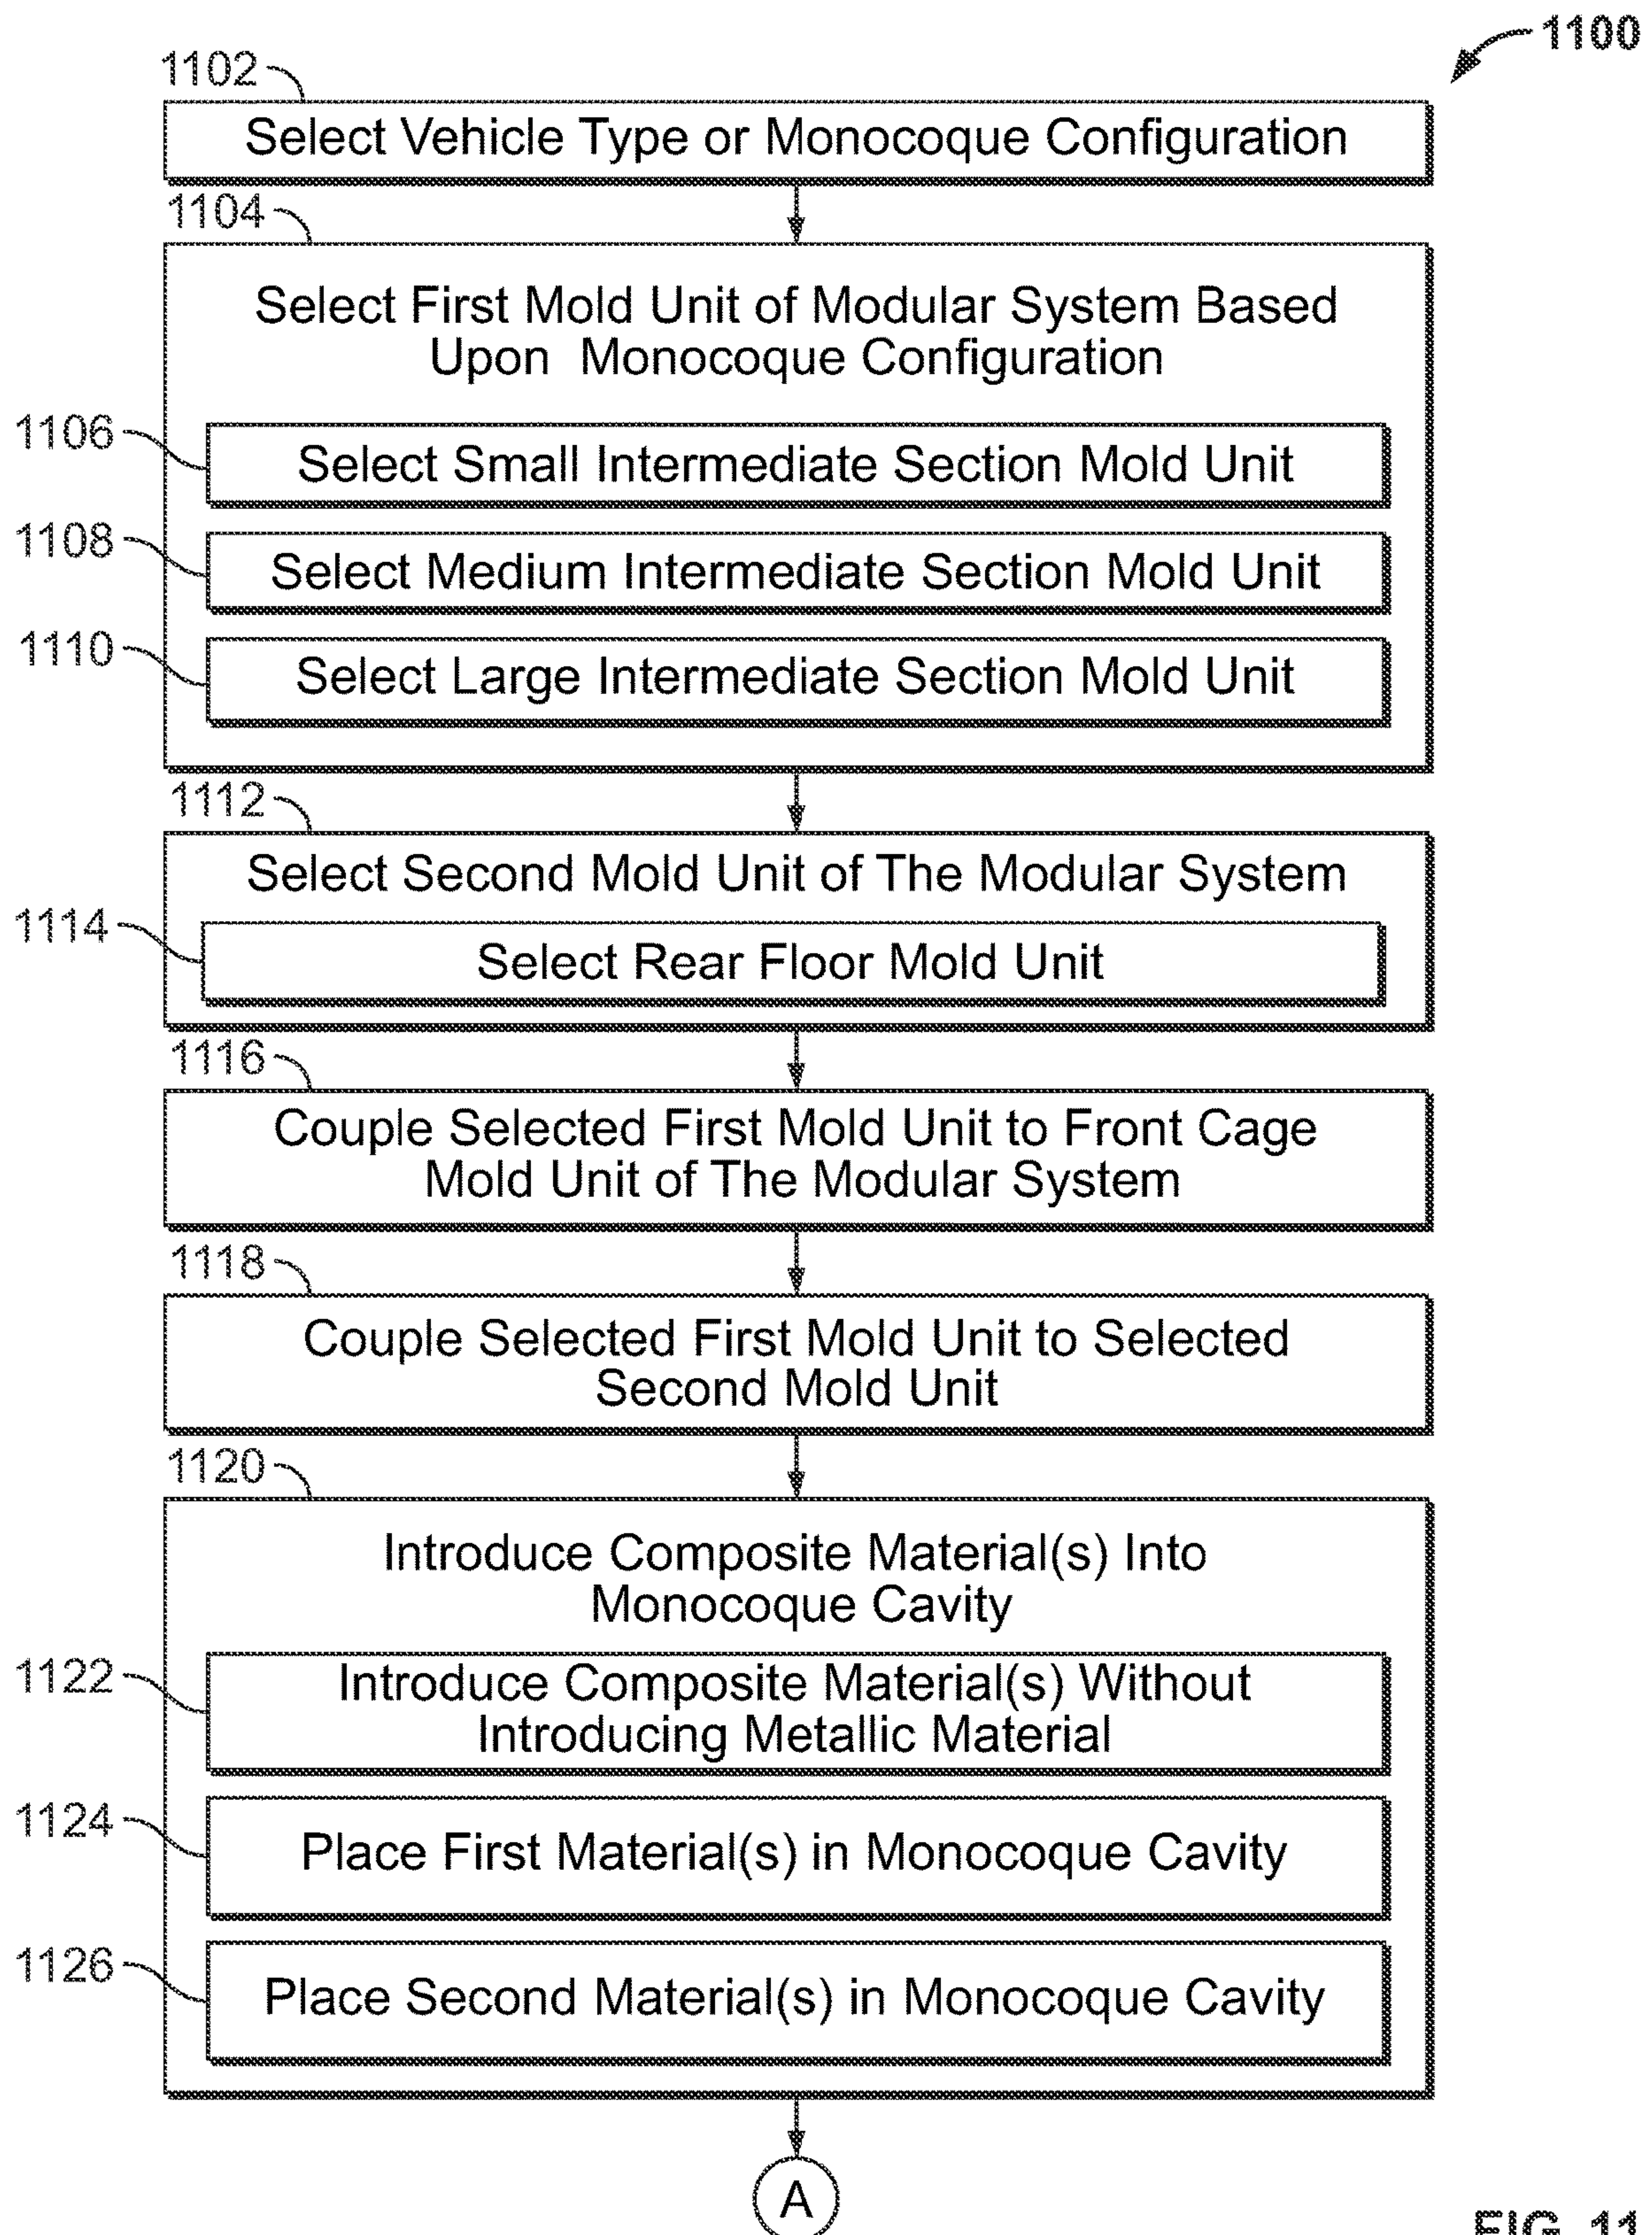 1100
1102
Select Vehicle Type or Monocoque Configuration
1104
Select First Mold Unit of Modular System Based
Upon Monocoque Configuration
1106
Select Small Intermediate Section Mold Unit
1108
Select Medium Intermediate Section Mold Unit
1110
Select Large Intermediate Section Mold Unit
1112
Select Second Mold Unit of The Modular System
1114
Select Rear Floor Mold Unit
1116
Couple Selected First Mold Unit to Front Cage
Mold Unit of The Modular System
1118
Couple Selected First Mold Unit to Selected
Second Mold Unit
1120
Introduce Composite Material(s) Into
Monocoque Cavity
1122
Introduce Composite Material(s) Without
Introducing Metallic Material
1124
Place First Material(s) in Monocoque Cavity
1126
Place Second Material(s) in Monocoque Cavity
A
FIG. 11